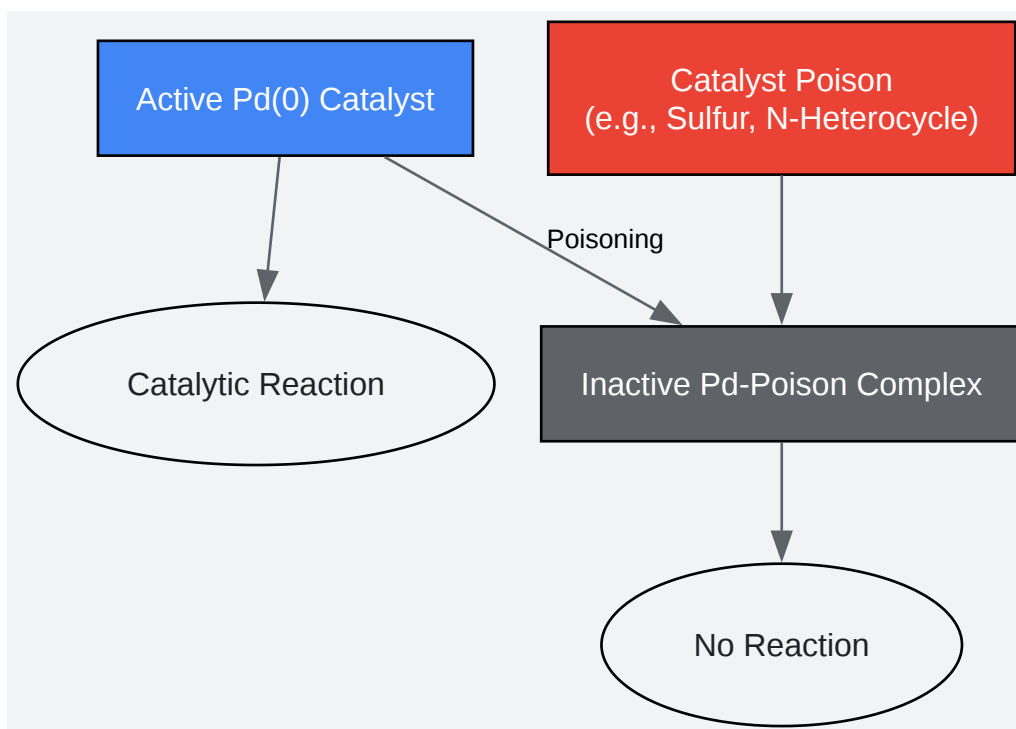 Active Pd(0) Catalyst
Catalyst Poison
(e.g., Sulfur, N-Heterocycle)
Poisoning
Catalytic Reaction
Inactive Pd-Poison Complex
No Reaction